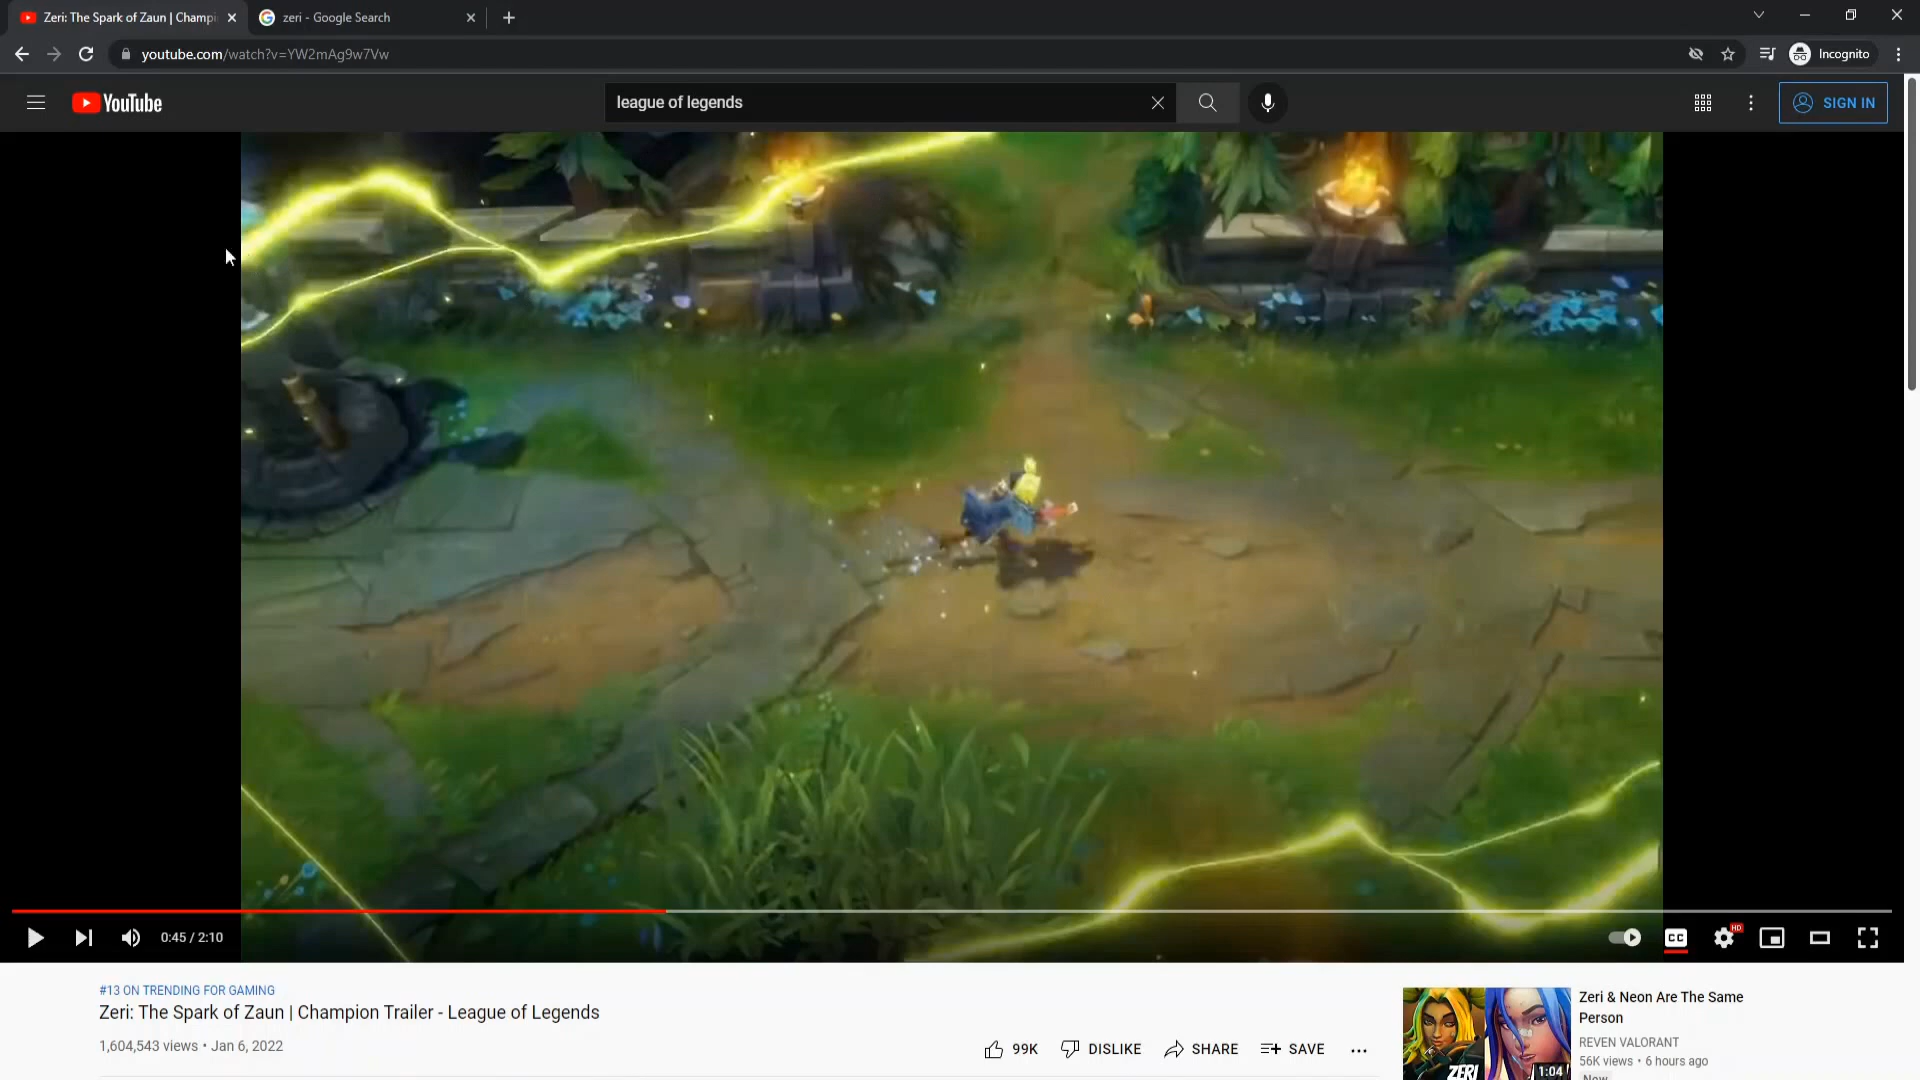 Zeri: The Spark of Zaun | Champi
zeri - Google Search
youtube.com/watch?v=YW2mAg9w7Vw
Incognito
YouTube
league of legends
SIGN IN
0:45 / 2:10
CC
HD
#13 ON TRENDING FOR GAMING
Zeri: The Spark of Zaun | Champion Trailer - League of Legends
1,604,543 views • Jan 6, 2022
99K
DISLIKE
SHARE
SAVE
ZERI
1:04
Zeri & Neon Are The Same
Person
REVEN VALORANT
56K views • 6 hours ago
New